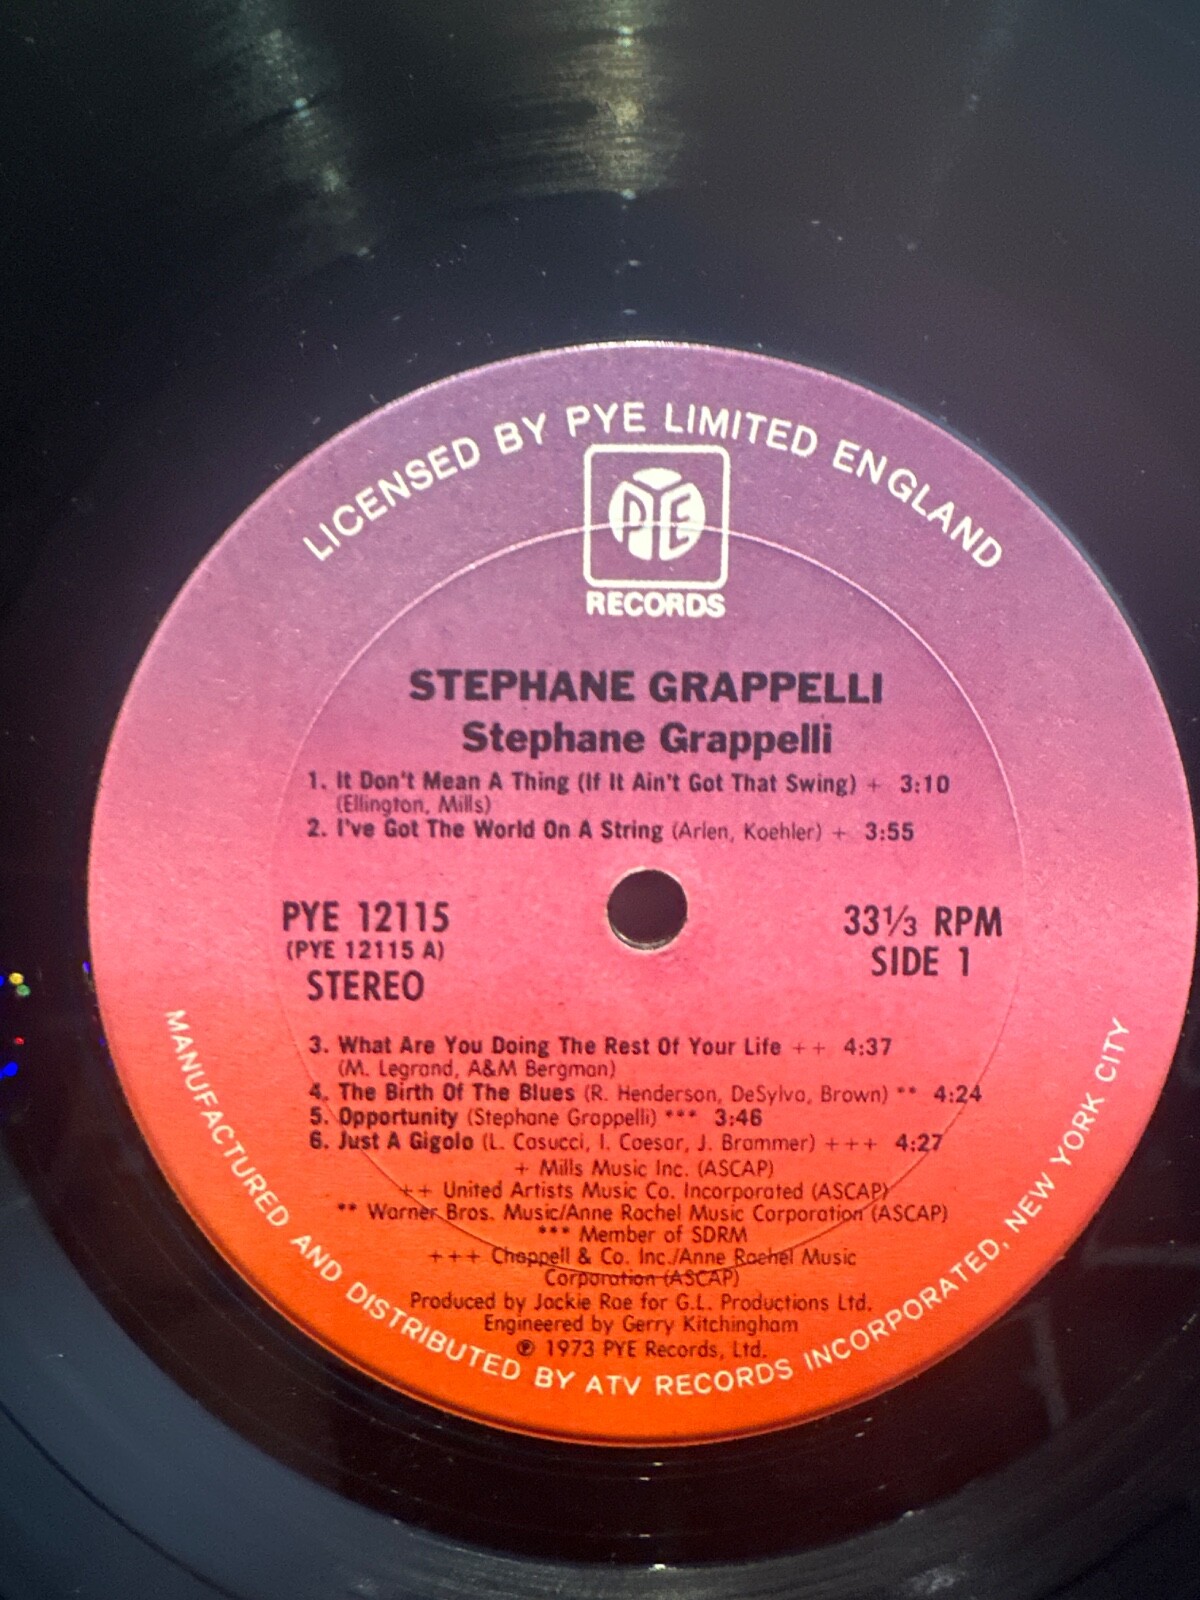 LICENSED BY PYE LIMITED ENGLAND
PYE
RECORDS
STEPHANE GRAPPELLI
Stephane Grappelli
1. It Don't Mean A Thing (If It Ain't Got That Swing) + 3:10
(Ellington, Mills)
2. I've Got The World On A String (Arlen, Koehler) + 3:55
PYE 12115
(PYE 12115 A)
STEREO
33⅓ RPM
SIDE 1
3. What Are You Doing The Rest Of Your Life ++ 4:37
(M. Legrand, A&M Bergman)
4. The Birth Of The Blues (R. Henderson, DeSylva, Brown) ** 4:24
5. Opportunity (Stephane Grappelli) *** 3:46
6. Just A Gigolo (L. Casucci, I. Caesar, J. Brammer) +++ 4:27
+ Mills Music Inc. (ASCAP)
++ United Artists Music Co. Incorporated (ASCAP)
** Warner Bros. Music/Anne Rachel Music Corporation (ASCAP)
*** Member of SDRM
+++ Chappell & Co. Inc./Anne Rachel Music
Corporation (ASCAP)
Produced by Jackie Rae for G.L. Productions Ltd.
Engineered by Gerry Kitchingham
℗ 1973 PYE Records, Ltd.
MANUFACTURED AND DISTRIBUTED BY ATV RECORDS INCORPORATED, NEW YORK CITY